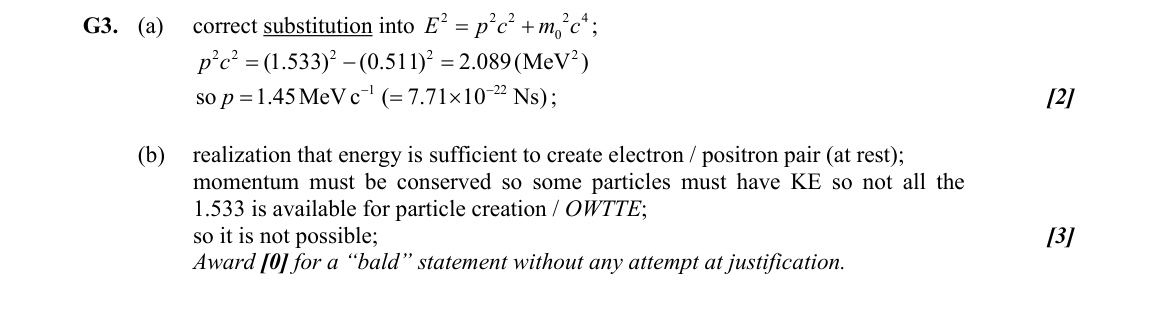 G3. (a) correct substitution into E² = p²c² + m₀²c⁴;
p²c² = (1.533)² – (0.511)² = 2.089 (MeV²)
so p = 1.45 MeV c⁻¹ (= 7.71×10⁻²² Ns); [2]
(b) realization that energy is sufficient to create electron / positron pair (at rest);
momentum must be conserved so some particles must have KE so not all the
1.533 is available for particle creation / OWTTE;
so it is not possible; [3]
Award [0] for a “bald” statement without any attempt at justification.